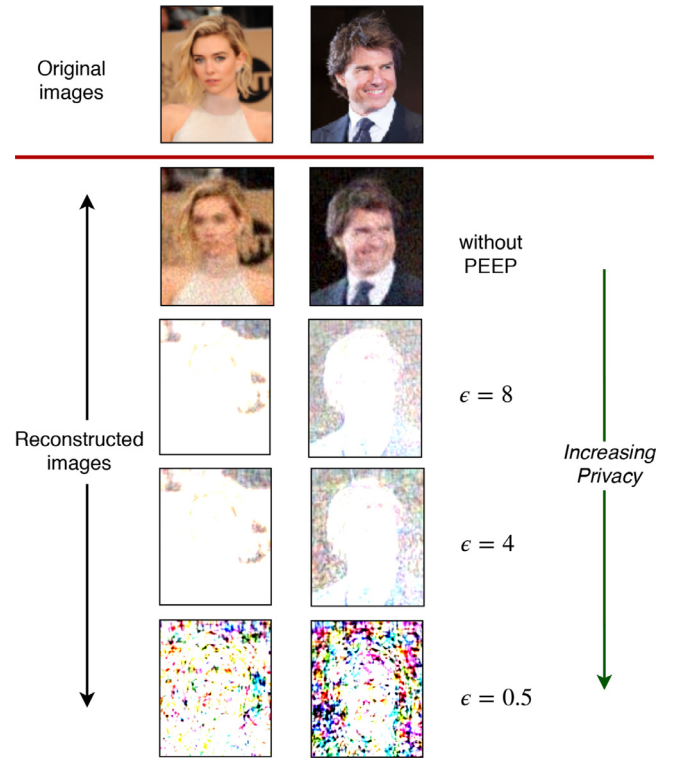 Original
images
without
PEEP
ϵ = 8
Reconstructed
images
Increasing
Privacy
ϵ = 4
ϵ = 0.5